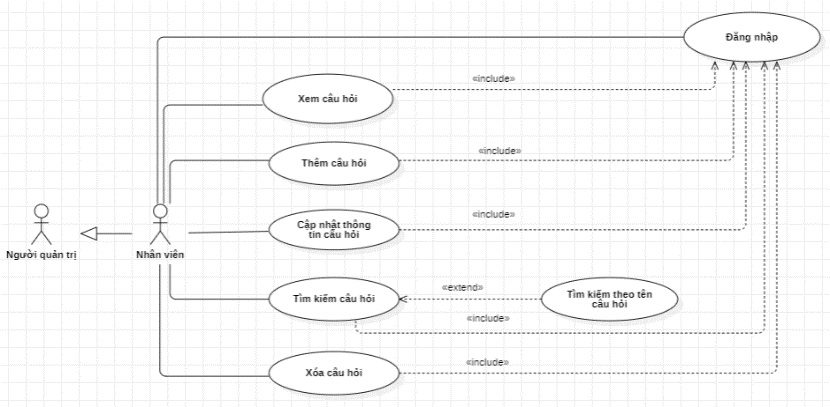 Đăng nhập
«include»
Xem câu hỏi
«include»
Thêm câu hỏi
«include»
Cập nhật thông
tin câu hỏi
Người quản trị
Nhân viên
«extend»
Tìm kiếm câu hỏi
Tìm kiếm theo tên
câu hỏi
«include»
«include»
Xóa câu hỏi